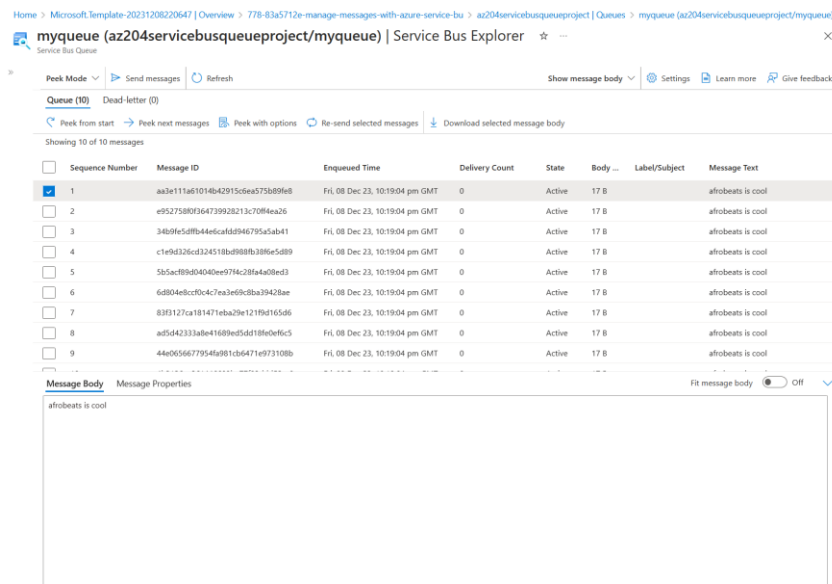 Home > Microsoft.Template-20231208220647 | Overview > 778-83a5712e-manage-messages-with-azure-service-bu > az204servicebusqueueproject | Queues > myqueue (az204servicebusqueueproject/myqueue)
myqueue (az204servicebusqueueproject/myqueue) | Service Bus Explorer
Service Bus Queue
Peek Mode Send messages Refresh Show message body Settings Learn more Give feedback
Queue (10) Dead-letter (0)
Peek from start Peek next messages Peek with options Re-send selected messages Download selected message body
Showing 10 of 10 messages
Sequence Number Message ID Enqueued Time Delivery Count State Body ... Label/Subject Message Text
1 aa3e111a61014b42915c6ea575b89fe8 Fri, 08 Dec 23, 10:19:04 pm GMT 0 Active 17 B afrobeats is cool
2 e952758f0f364739928213c70ff4ea26 Fri, 08 Dec 23, 10:19:04 pm GMT 0 Active 17 B afrobeats is cool
3 34b9fe5dffb44e6cafdd946795a5ab41 Fri, 08 Dec 23, 10:19:04 pm GMT 0 Active 17 B afrobeats is cool
4 c1e9d326cd324518bd988fb38f6e5d89 Fri, 08 Dec 23, 10:19:04 pm GMT 0 Active 17 B afrobeats is cool
5 5b5acf89d04040ee97f4c28fa4a08ed3 Fri, 08 Dec 23, 10:19:04 pm GMT 0 Active 17 B afrobeats is cool
6 6d804e8ccf0c4c7ea3e69c8ba39428ae Fri, 08 Dec 23, 10:19:04 pm GMT 0 Active 17 B afrobeats is cool
7 83f3127ca181471eba29e121f9d165d6 Fri, 08 Dec 23, 10:19:04 pm GMT 0 Active 17 B afrobeats is cool
8 ad5d42333a8e41689ed5dd18fe0ef6c5 Fri, 08 Dec 23, 10:19:04 pm GMT 0 Active 17 B afrobeats is cool
9 44e0656677954fa981cb6471e973108b Fri, 08 Dec 23, 10:19:04 pm GMT 0 Active 17 B afrobeats is cool
Message Body Message Properties Fit message body Off
afrobeats is cool